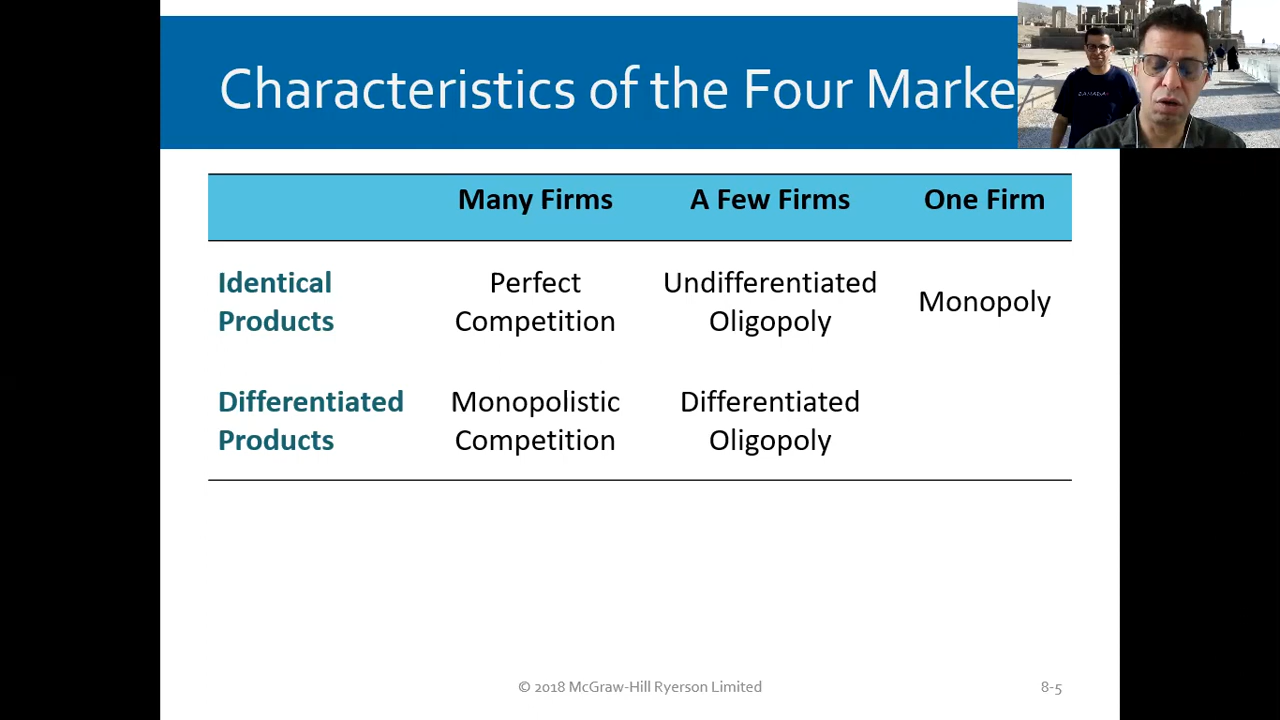 Characteristics of the Four Marke
CANADA
Many Firms A Few Firms One Firm
Identical Products Perfect Competition Undifferentiated Oligopoly Monopoly
Differentiated Products Monopolistic Competition Differentiated Oligopoly
© 2018 McGraw-Hill Ryerson Limited
8-5